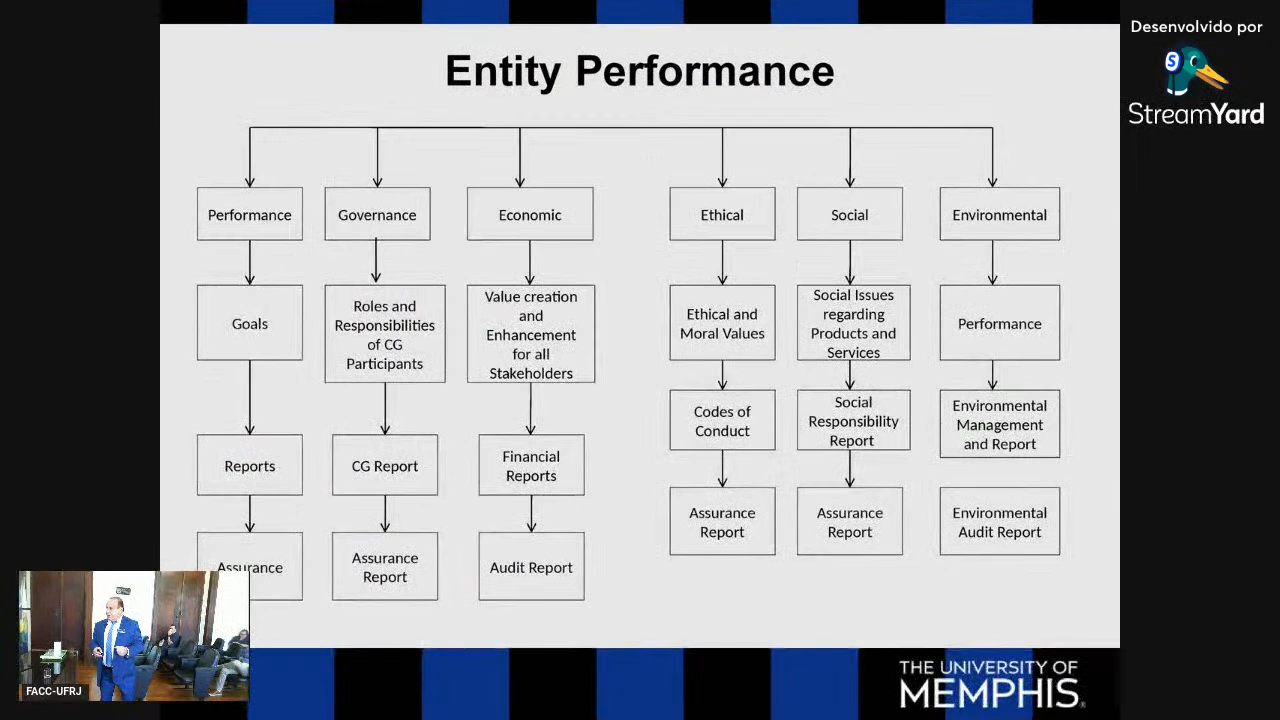 Desenvolvido por
StreamYard
Entity Performance
Performance
Governance
Economic
Ethical
Social
Environmental
Goals
Roles and
Responsibilities
of CG
Participants
Value creation
and
Enhancement
for all
Stakeholders
Ethical and
Moral Values
Social Issues
regarding
Products and
Services
Performance
Codes of
Conduct
Social
Responsibility
Report
Environmental
Management
and Report
Reports
CG Report
Financial
Reports
Assurance
Report
Assurance
Report
Environmental
Audit Report
Assurance
Assurance
Report
Audit Report
FACC-UFRJ
THE UNIVERSITY OF
MEMPHIS®